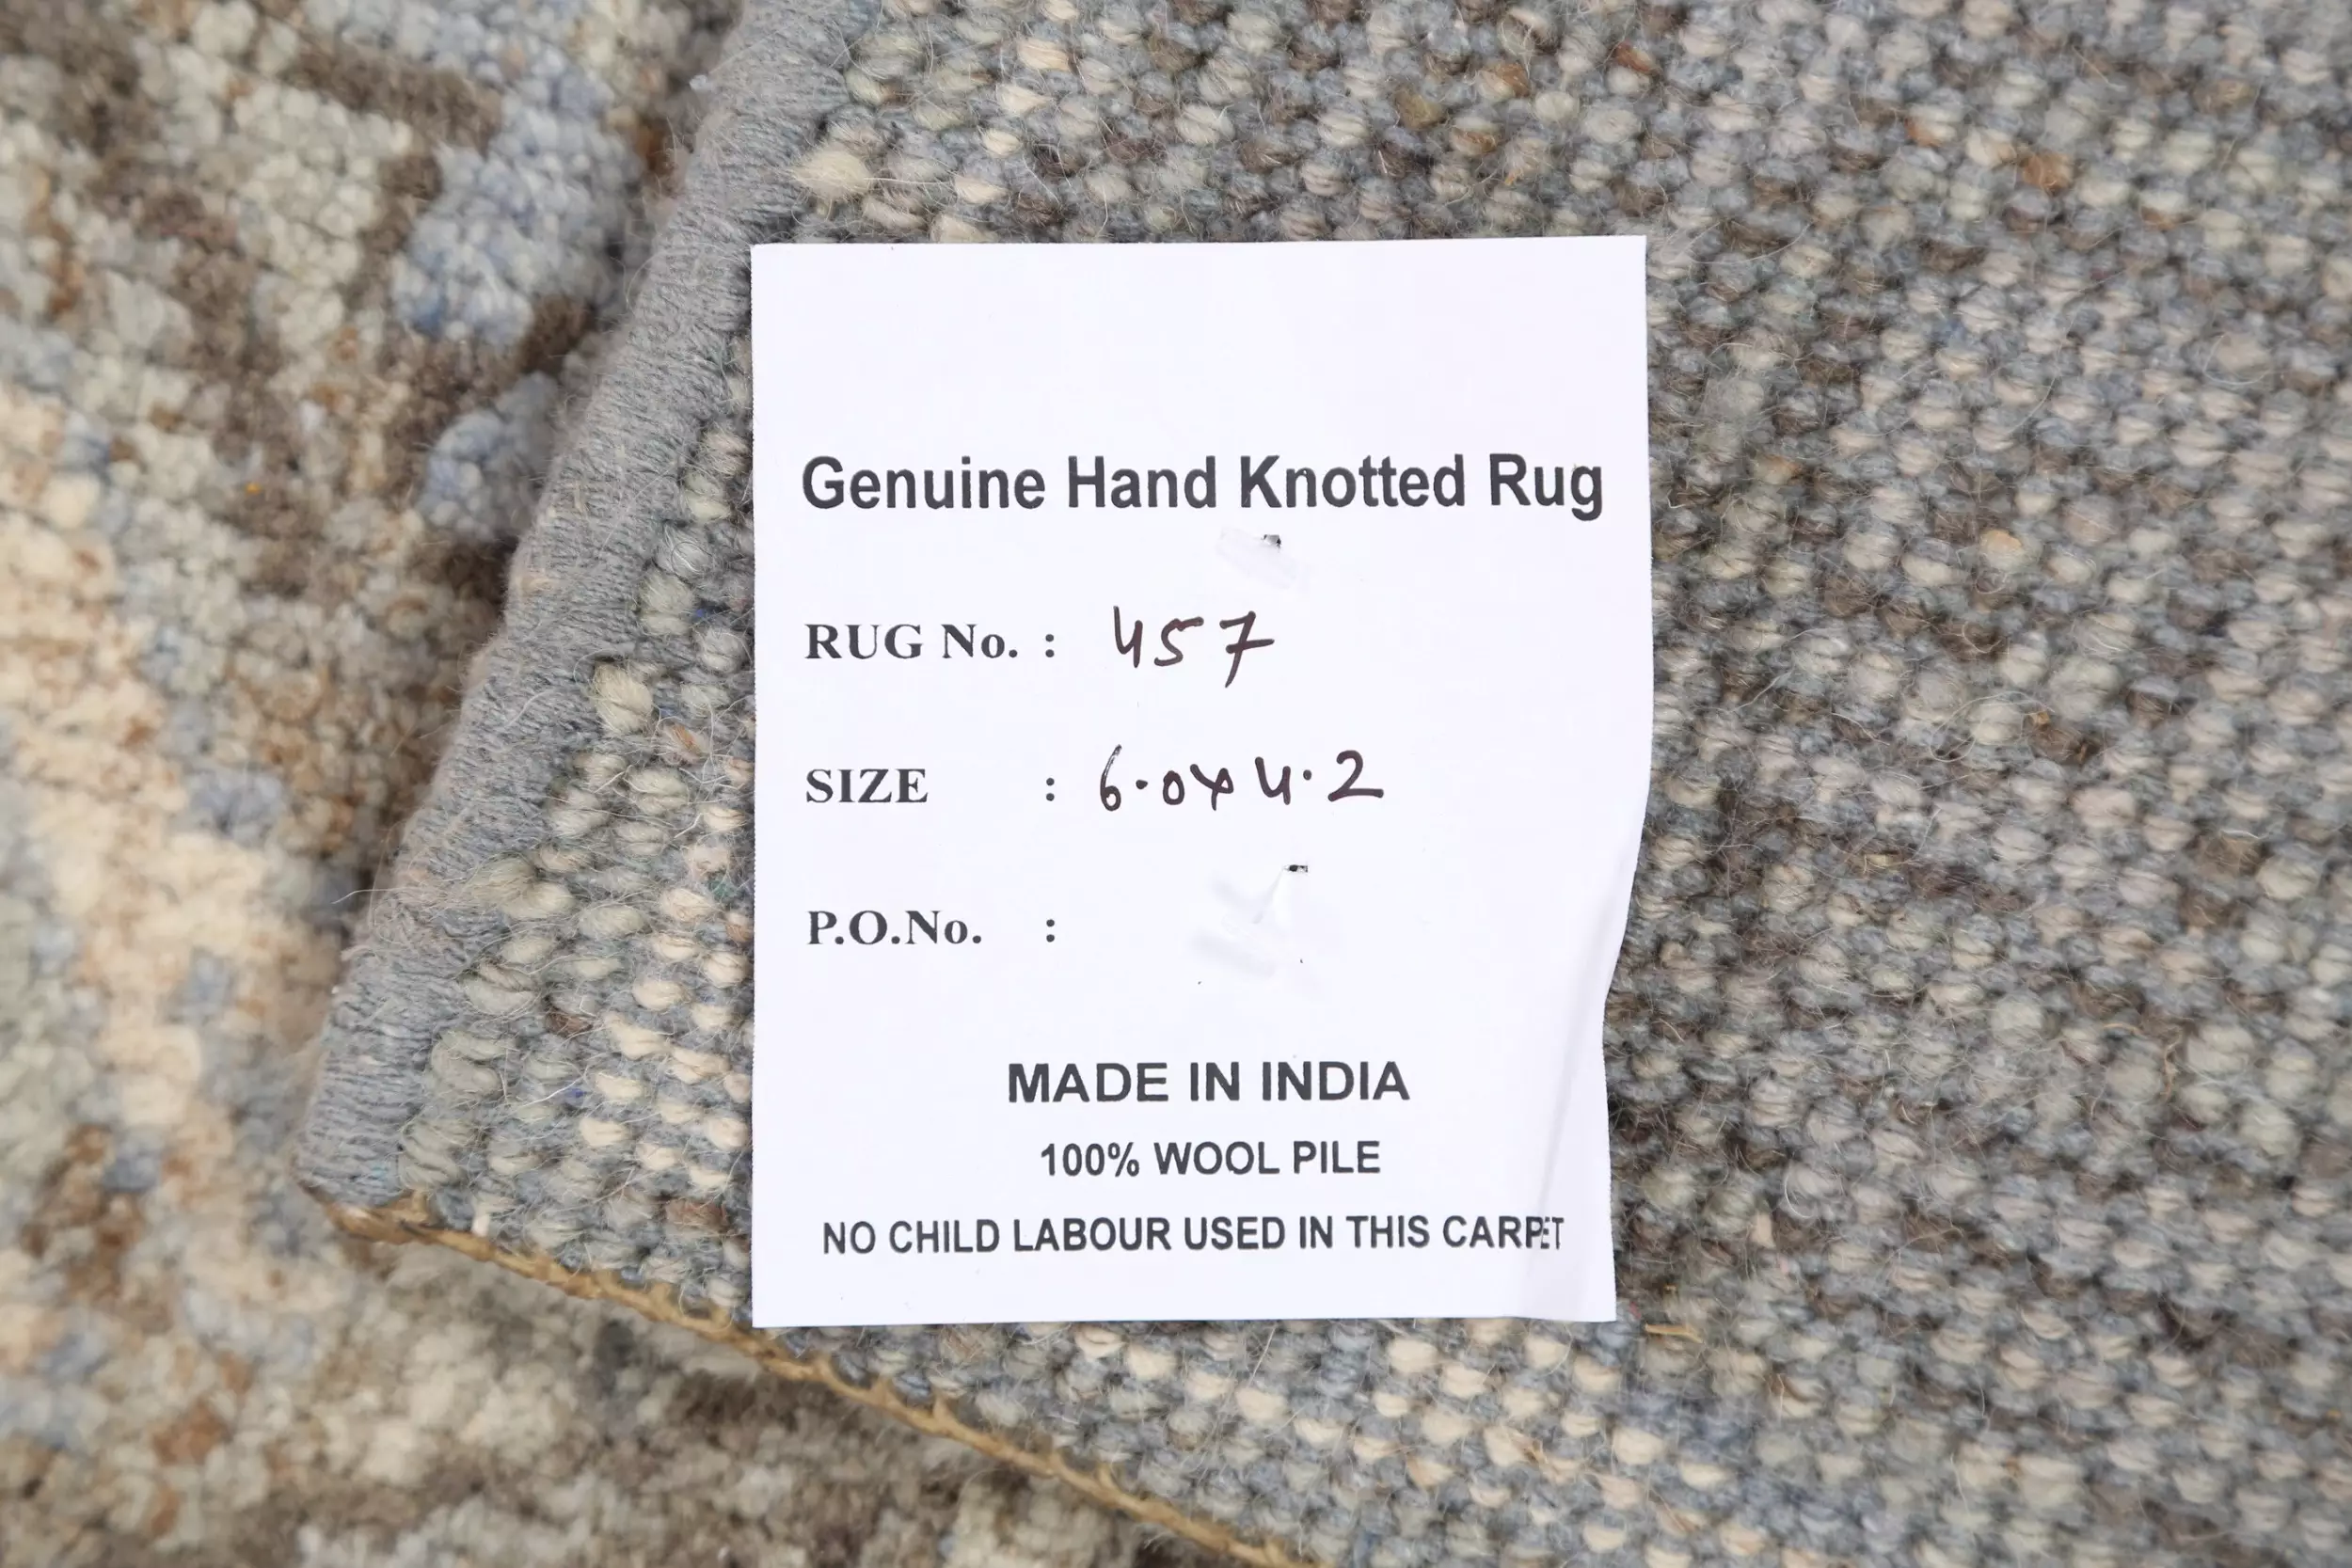 Genuine Hand Knotted Rug
RUG No. : 457
SIZE : 6.0x4.2
P.O.No. :
MADE IN INDIA
100% WOOL PILE
NO CHILD LABOUR USED IN THIS CARPET